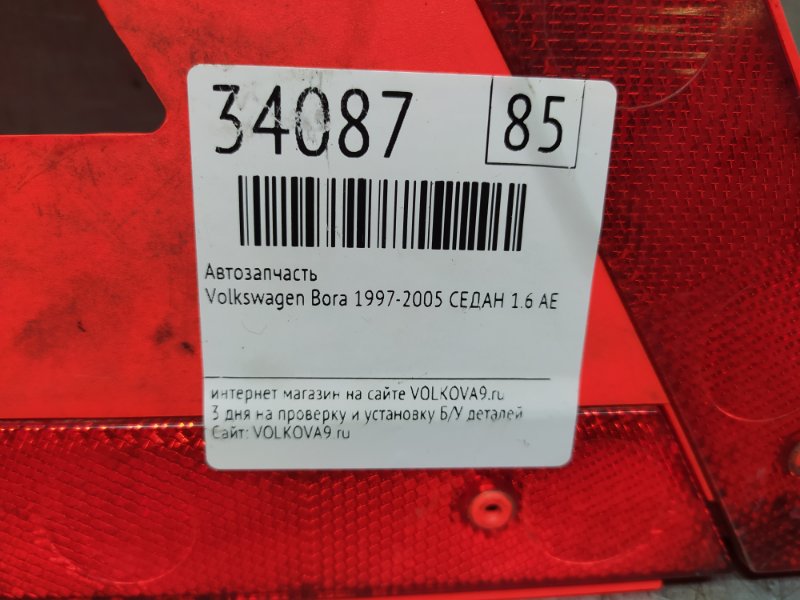 34087 85
Автозапчасть
Volkswagen Bora 1997-2005 СЕДАН 1.6 AE
интернет магазин на сайте VOLKOVA9.ru
3 дня на проверку и установку Б/У деталей
Сайт: VOLKOVA9.ru